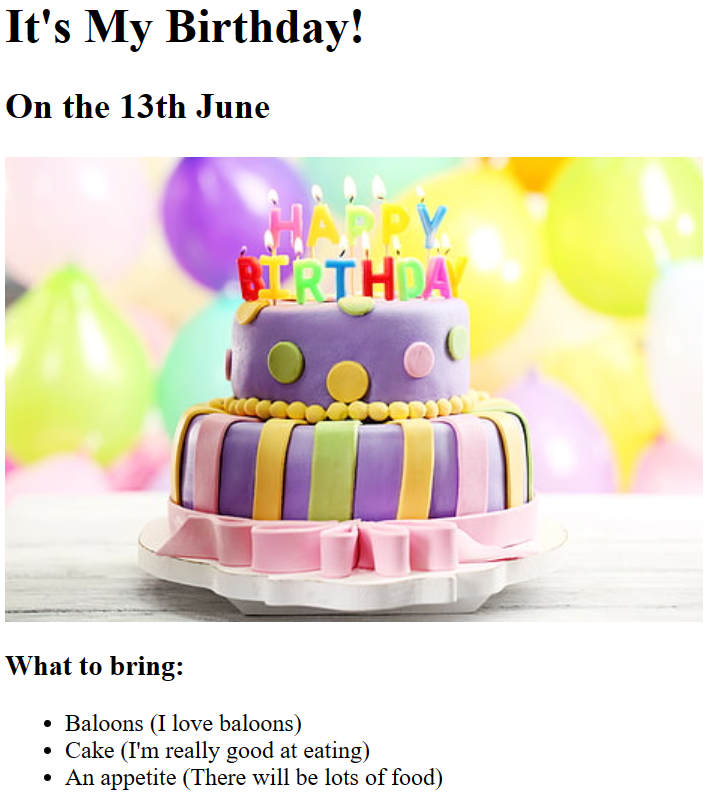 It's My Birthday!
On the 13th June
HAPPY
BIRTHDAY
What to bring:
Baloons (I love baloons)
Cake (I'm really good at eating)
An appetite (There will be lots of food)